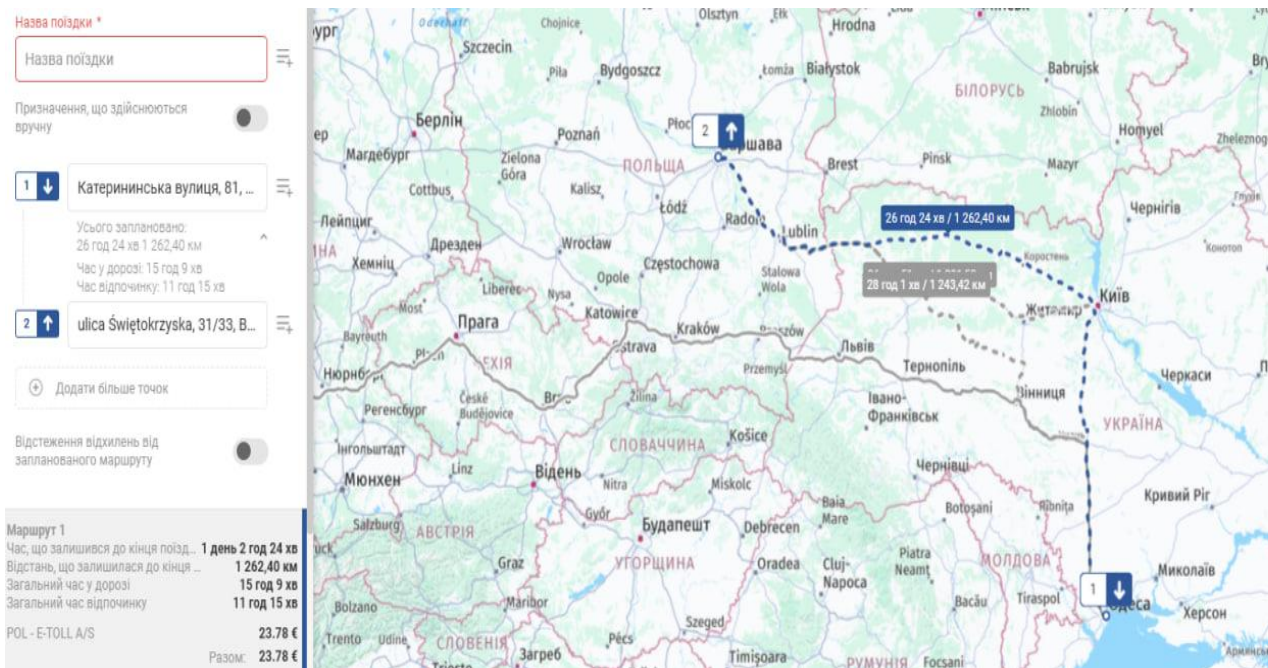 Назва поїздки *
Назва поїздки
Призначення, що здійснюються
вручну
1
Катерининська вулиця, 81, ...
Усього заплановано:
26 год 24 хв 1 262,40 км
Час у дорозі: 15 год 9 хв
Час відпочинку: 11 год 15 хв
2
ulica Świętokrzyska, 31/33, В...
Додати більше точок
Відстеження відхилень від
запланованого маршруту
Маршрут 1
Час, що залишився до кінця поїзд... 1 день 2 год 24 хв
Відстань, що залишилася до кінця ... 1 262,40 км
Загальний час у дорозі 15 год 9 хв
Загальний час відпочинку 11 год 15 хв
POL - E-TOLL A/S 23.78 €
Разом: 23.78 €
Olsztyn
Ełk
Hrodna
Chojnice
Szczecin
Piła
Bydgoszcz
Łomża
Białystok
Babrujsk
БІЛОРУСЬ
Zhlobin
Берлін
Poznań
2
Homyel
Магдебург
Zielona
Góra
ПОЛЬЩА
Brest
Pinsk
Mazyr
Cottbus
Kalisz
Łódź
Radom
26 год 24 хв / 1 262,40 км
Чернігів
Лейпциг
Lublin
Конотоп
Дрезден
Wrocław
Коростень
Хемніц
Częstochowa
Opole
Stalowa
Wola
28 год 1 хв / 1 243,42 км
Київ
Liberec
Nysa
Katowice
Житомир
Most
Прага
Kraków
Rzeszów
Bayreuth
Львів
Тернопіль
Przemyśl
Черкаси
Вінниця
České
Budějovice
Žilina
Івано-
Франківськ
Регенсбург
УКРАЇНА
Інгольштадт
СЛОВАЧЧИНА
Košice
Linz
Відень
Чернівці
Мюнхен
Nitra
Miskolc
Кривий Ріг
Győr
Baia
Mare
Botoșani
Rîbnița
Salzburg
АВСТРІЯ
Будапешт
Debrecen
Graz
УГОРЩИНА
Oradea
Cluj-
Napoca
Piatra
Neamț
МОЛДОВА
Миколаїв
1
Maribor
Bacău
Tiraspol
Одеса
Херсон
Bolzano
Szeged
Trento
Udine
СЛОВЕНІЯ
Pécs
Загреб
Timișoara
РУМУНІЯ
Focșani